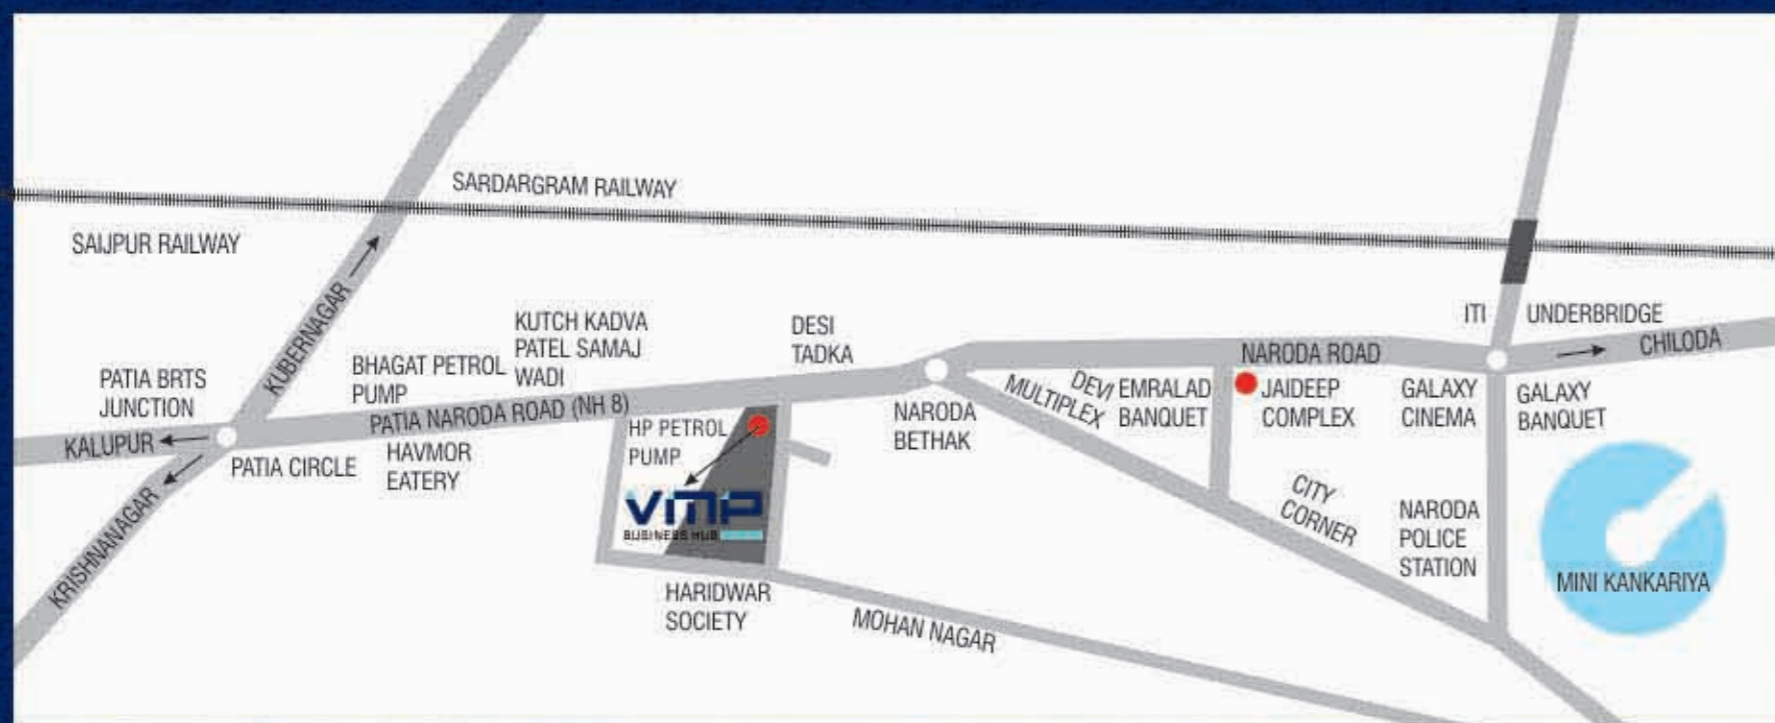 SARDARGRAM RAILWAY
SAIJPUR RAILWAY
KUBERNAGAR
PATIA BRTS
JUNCTION
KALUPUR
KRISHNANAGAR
PATIA CIRCLE
BHAGAT PETROL
PUMP
KUTCH KADVA
PATEL SAMAJ
WADI
PATIA NARODA ROAD (NH 8)
HAVMOR
EATERY
HP PETROL
PUMP
VMP
BUSINESS HUB
HARIDWAR
SOCIETY
MOHAN NAGAR
DESI
TADKA
NARODA
BETHAK
DEVI
MULTIPLEX
EMRALAD
BANQUET
NARODA ROAD
JAIDEEP
COMPLEX
CITY
CORNER
GALAXY
CINEMA
NARODA
POLICE
STATION
ITI UNDERBRIDGE
CHILODA
GALAXY
BANQUET
MINI KANKARIYA